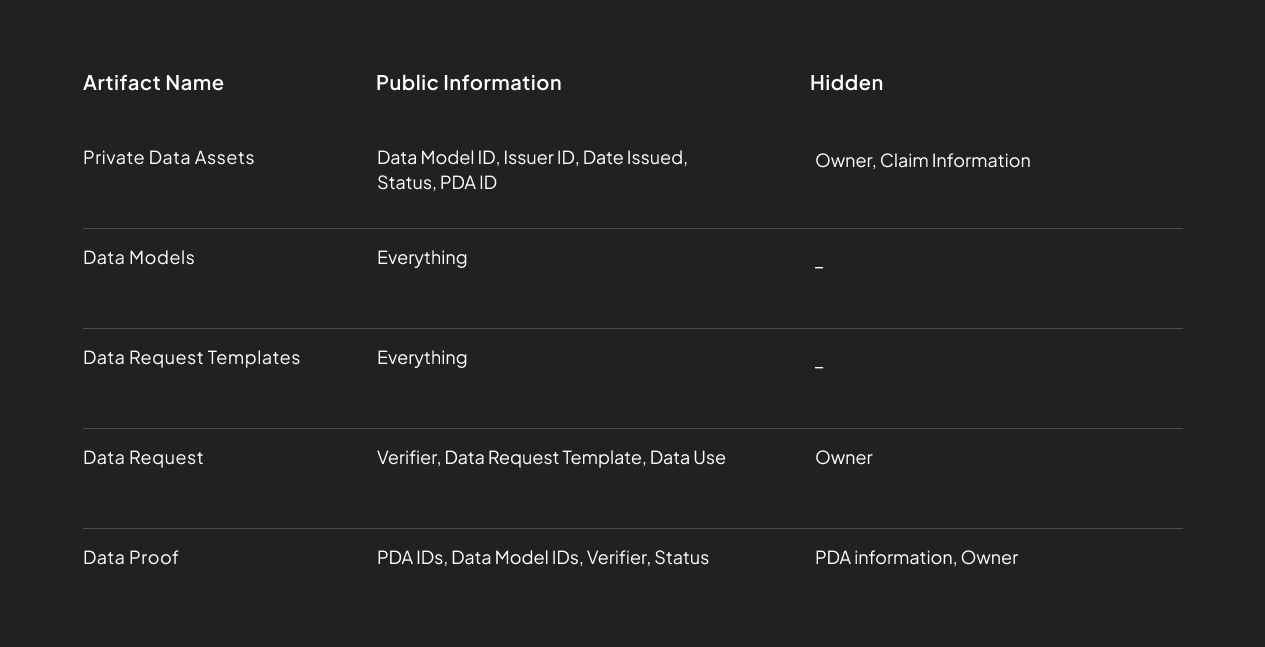 Artifact Name Public Information Hidden
Private Data Assets Data Model ID, Issuer ID, Date Issued, Owner, Claim Information
Status, PDA ID
Data Models Everything _
Data Request Templates Everything _
Data Request Verifier, Data Request Template, Data Use Owner
Data Proof PDA IDs, Data Model IDs, Verifier, Status PDA information, Owner